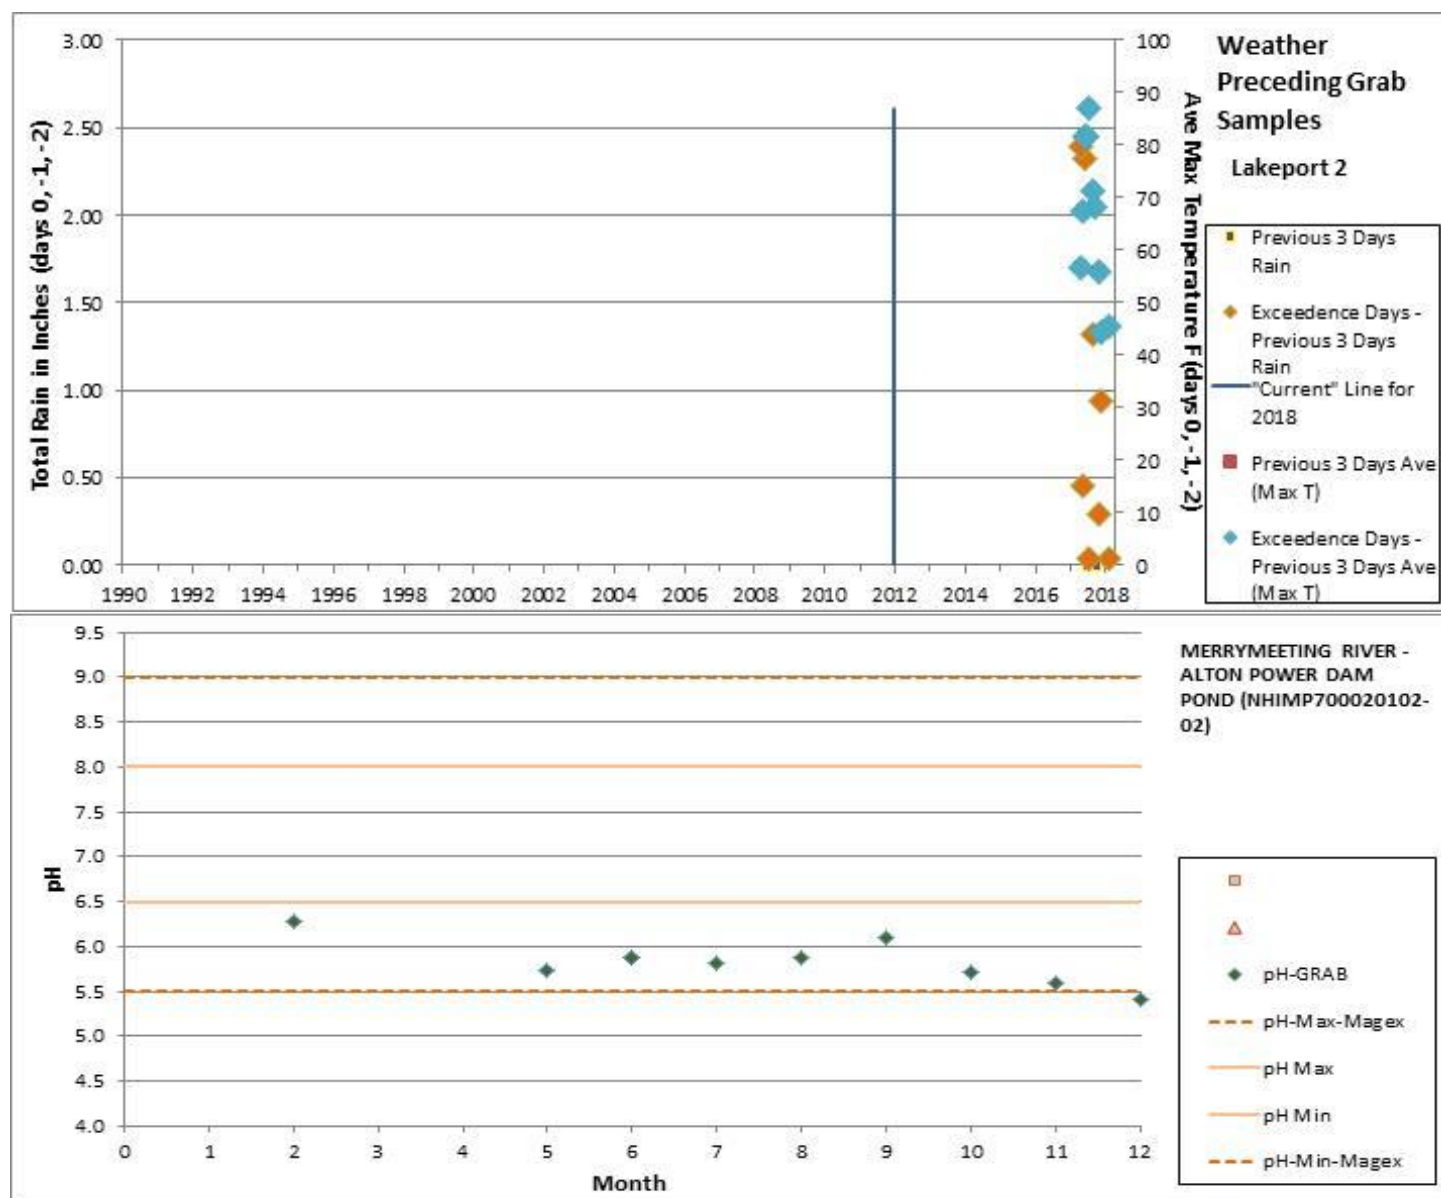 3.00
2.50
2.00
1.50
1.00
0.50
0.00
Total Rain in Inches (days 0, -1, -2)
1990 1992 1994 1996 1998 2000 2002 2004 2006 2008 2010 2012 2014 2016 2018
100
90
80
70
60
50
40
30
20
10
0
Ave Max Temperature F (days 0, -1, -2)
Weather
Preceding Grab
Samples
Lakeport 2
Previous 3 Days
Rain
Exceedence Days -
Previous 3 Days
Rain
"Current" Line for
2018
Previous 3 Days Ave
(Max T)
Exceedence Days -
Previous 3 Days Ave
(Max T)
9.5
9.0
8.5
8.0
7.5
7.0
6.5
6.0
5.5
5.0
4.5
4.0
pH
0 1 2 3 4 5 6 7 8 9 10 11 12
Month
MERRYMEETING RIVER -
ALTON POWER DAM
POND (NHIMP700020102-
02)
pH-GRAB
pH-Max-Magex
pH Max
pH Min
pH-Min-Magex